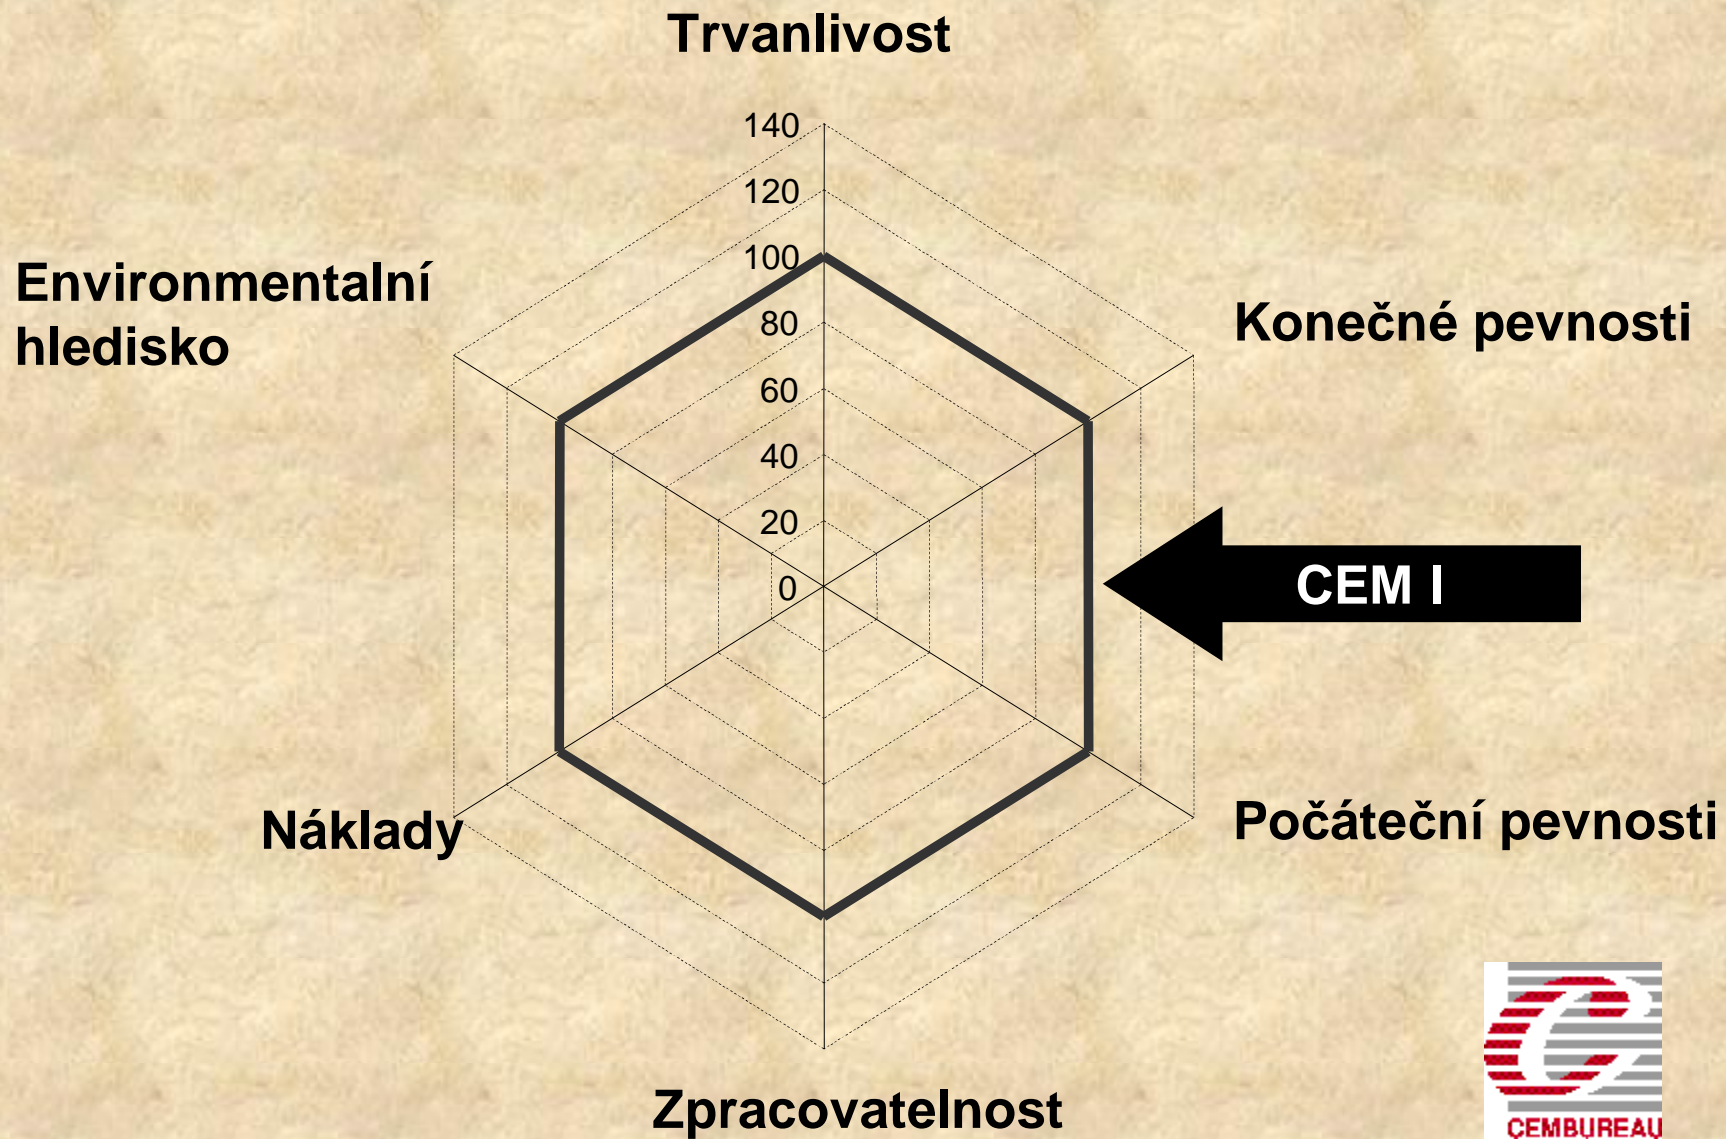 Trvanlivost
140
120
100
80
60
40
20
0
Environmentalní
hledisko
Konečné pevnosti
CEM I
Náklady
Počáteční pevnosti
Zpracovatelnost
CEMBUREAU